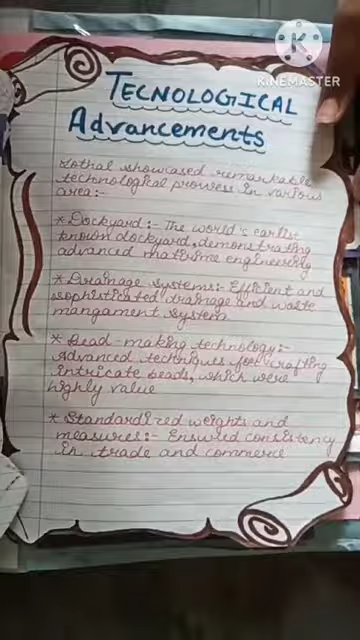 KINEMASTER
TECNOLOGICAL
Advancements
Lothal showcased remarkable
technological prowess in various
area:-
* Dockyard:- The world's earlist
known dockyard, demonstrating
advanced maritime engineering
* Drainage systems:- Efficient and
sophisticated drainage and waste
mangament system
* Bead-making technology:-
Advanced techniques for crafting
intricate beads, which were
highly value
* Standardized weights and
measures:- Ensured consistency
in trade and commerce